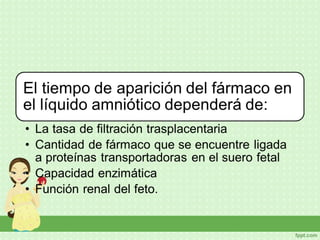 El tiempo de aparición del fármaco en
el líquido amniótico dependerá de:
• La tasa de filtración trasplacentaria
• Cantidad de fármaco que se encuentre ligada
a proteínas transportadoras en el suero fetal
Capacidad enzimática
• Función renal del feto.
fppt.com